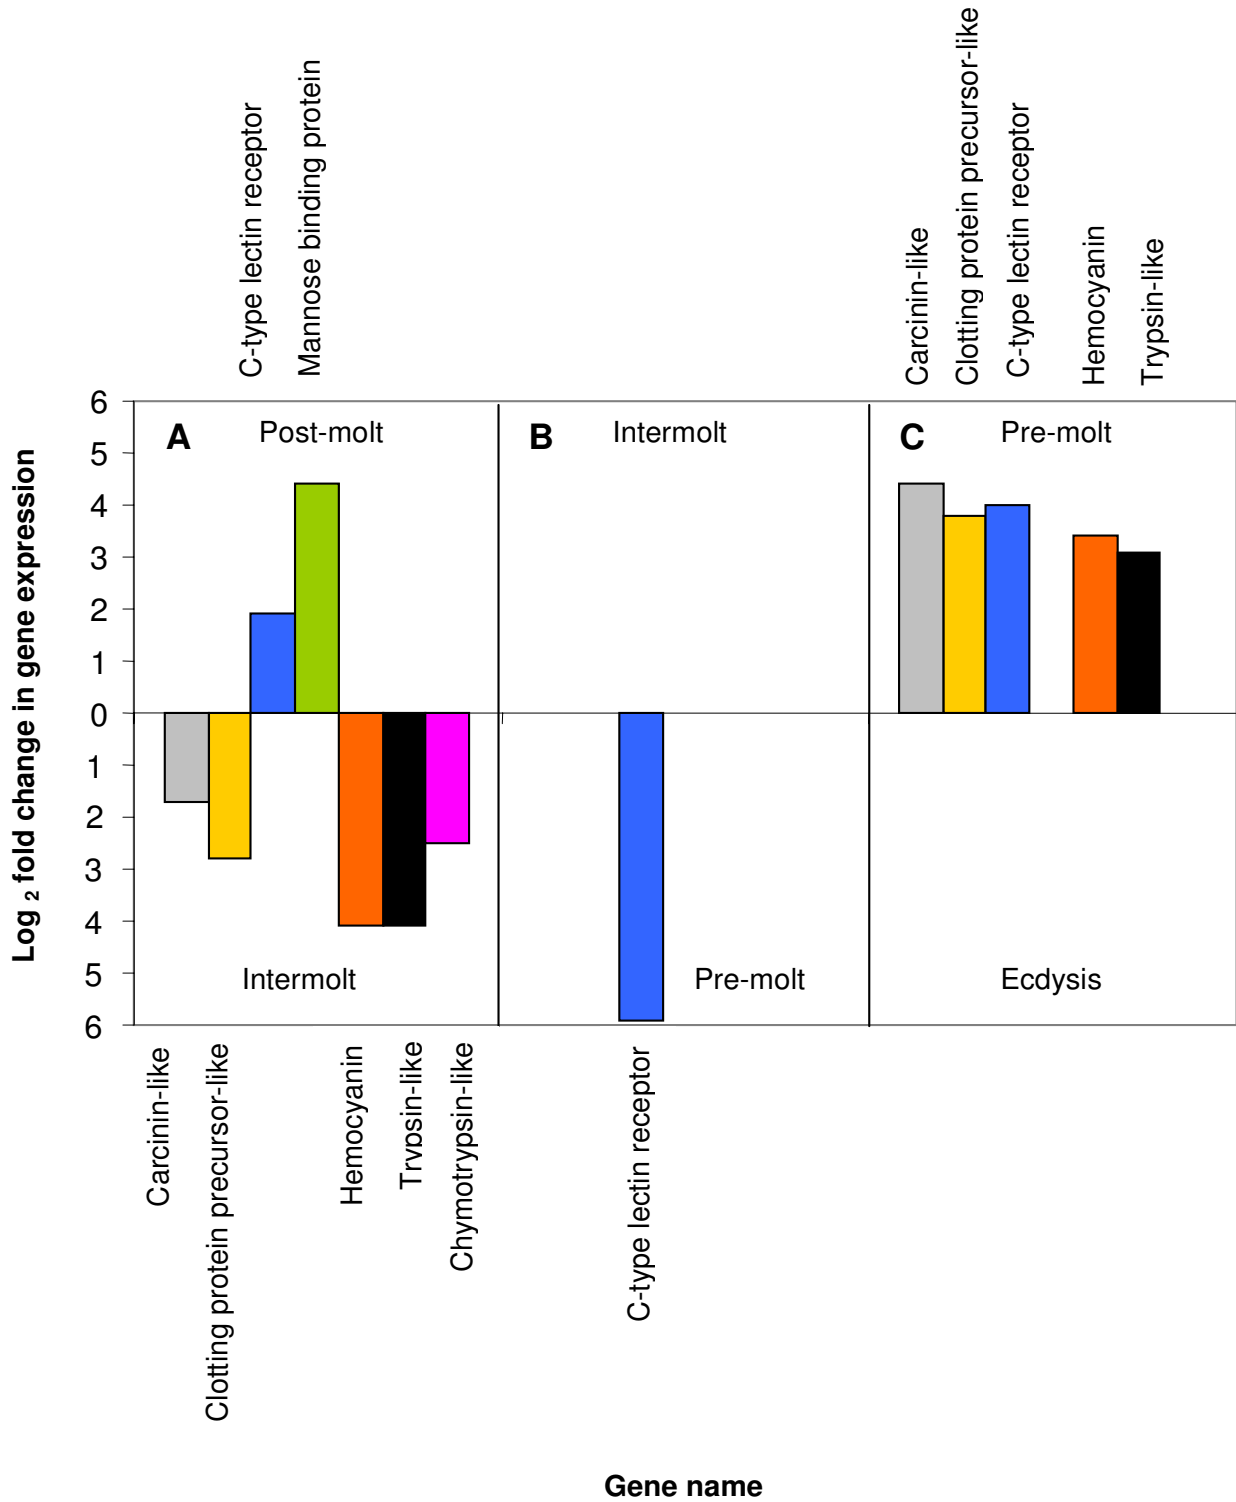 C-type lectin receptor
Mannose binding protein
Carcinin-like
Clotting protein precursor-like
C-type lectin receptor
Hemocyanin
Trypsin-like
Log 2 fold change in gene expression
6
5
4
3
2
1
0
1
2
3
4
5
6
A
Post-molt
Intermolt
B
Intermolt
Pre-molt
C
Pre-molt
Ecdysis
Carcinin-like
Clotting protein precursor-like
Hemocyanin
Trypsin-like
Chymotrypsin-like
C-type lectin receptor
Gene name